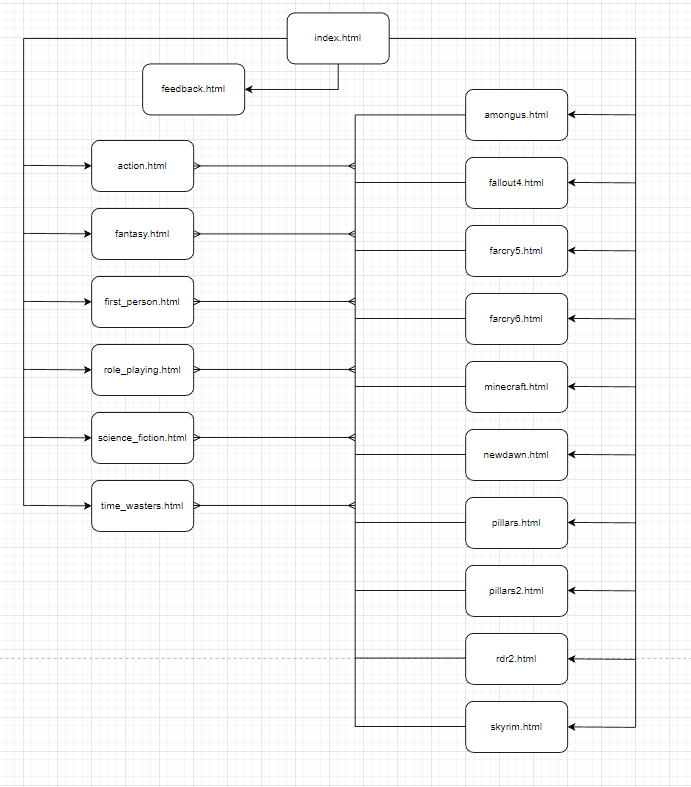 index.html
feedback.html
amongus.html
action.html
fallout4.html
fantasy.html
farcry5.html
first_person.html
farcry6.html
role_playing.html
minecraft.html
science_fiction.html
newdawn.html
time_wasters.html
pillars.html
pillars2.html
rdr2.html
skyrim.html